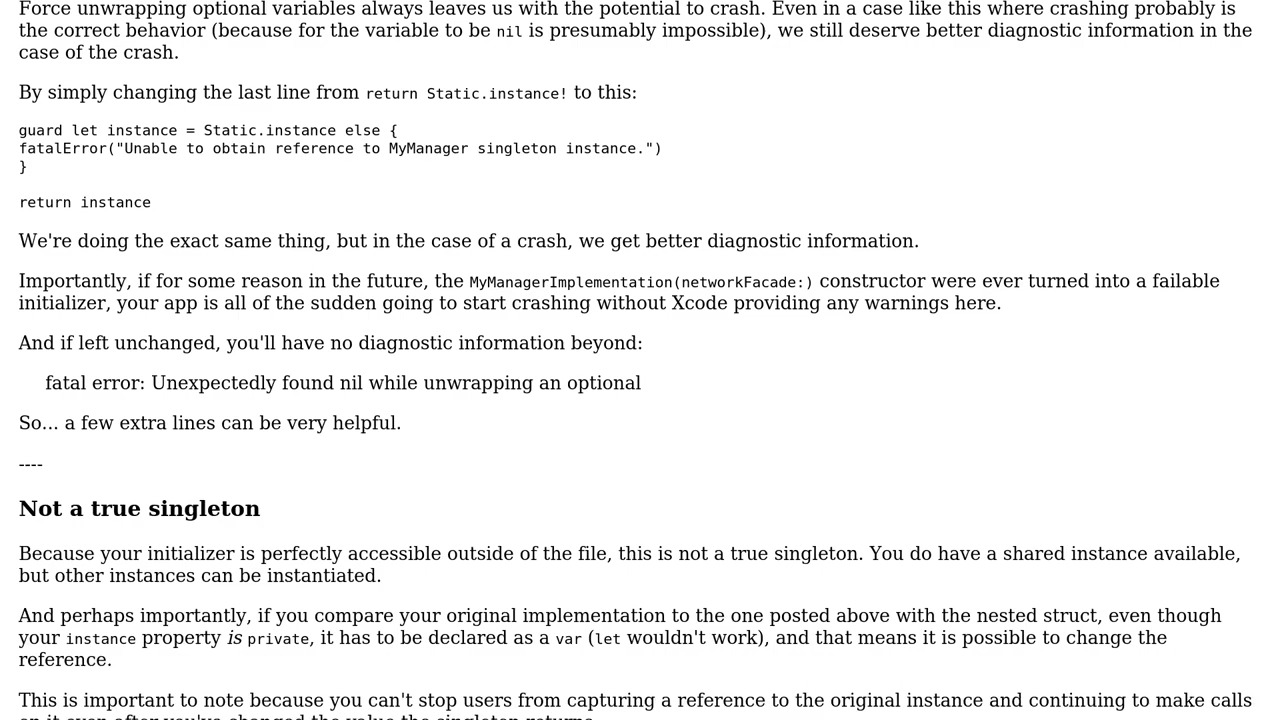 Force unwrapping optional variables always leaves us with the potential to crash. Even in a case like this where crashing probably is
the correct behavior (because for the variable to be nil is presumably impossible), we still deserve better diagnostic information in the
case of the crash.
By simply changing the last line from return Static.instance! to this:
guard let instance = Static.instance else {
fatalError("Unable to obtain reference to MyManager singleton instance.")
}
return instance
We're doing the exact same thing, but in the case of a crash, we get better diagnostic information.
Importantly, if for some reason in the future, the MyManagerImplementation(networkFacade:) constructor were ever turned into a failable
initializer, your app is all of the sudden going to start crashing without Xcode providing any warnings here.
And if left unchanged, you'll have no diagnostic information beyond:
fatal error: Unexpectedly found nil while unwrapping an optional
So... a few extra lines can be very helpful.
----
Not a true singleton
Because your initializer is perfectly accessible outside of the file, this is not a true singleton. You do have a shared instance available,
but other instances can be instantiated.
And perhaps importantly, if you compare your original implementation to the one posted above with the nested struct, even though
your instance property is private, it has to be declared as a var (let wouldn't work), and that means it is possible to change the
reference.
This is important to note because you can't stop users from capturing a reference to the original instance and continuing to make calls
on it even after you've changed the value the singleton returns.